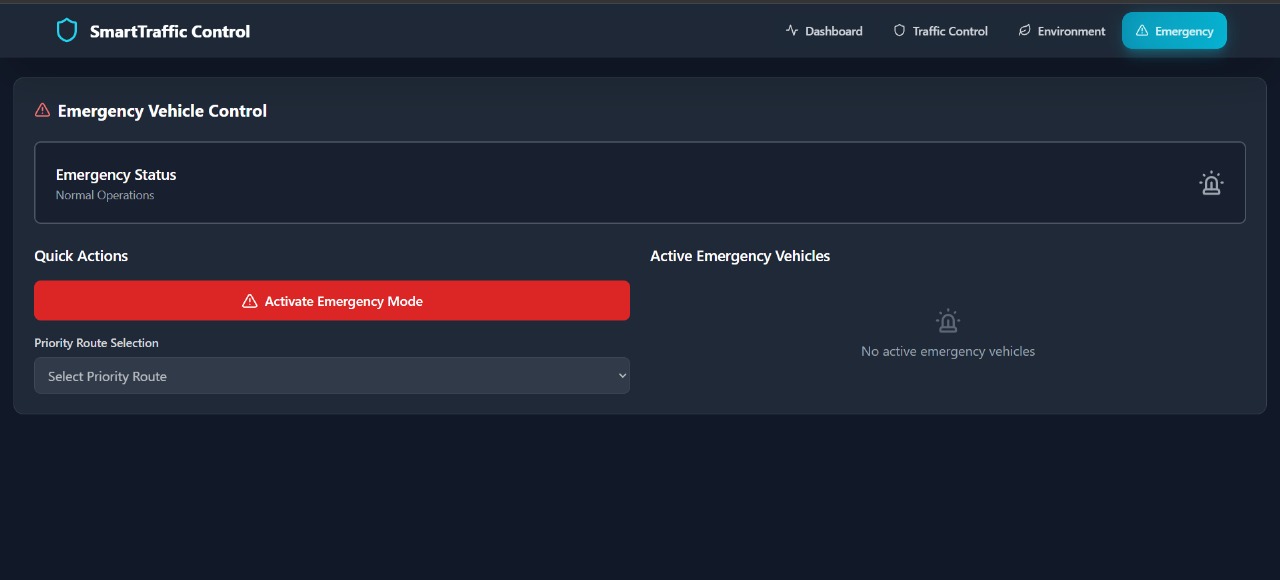 SmartTraffic Control
Dashboard
Traffic Control
Environment
Emergency
Emergency Vehicle Control
Emergency Status
Normal Operations
Quick Actions
Activate Emergency Mode
Priority Route Selection
Select Priority Route
Active Emergency Vehicles
No active emergency vehicles